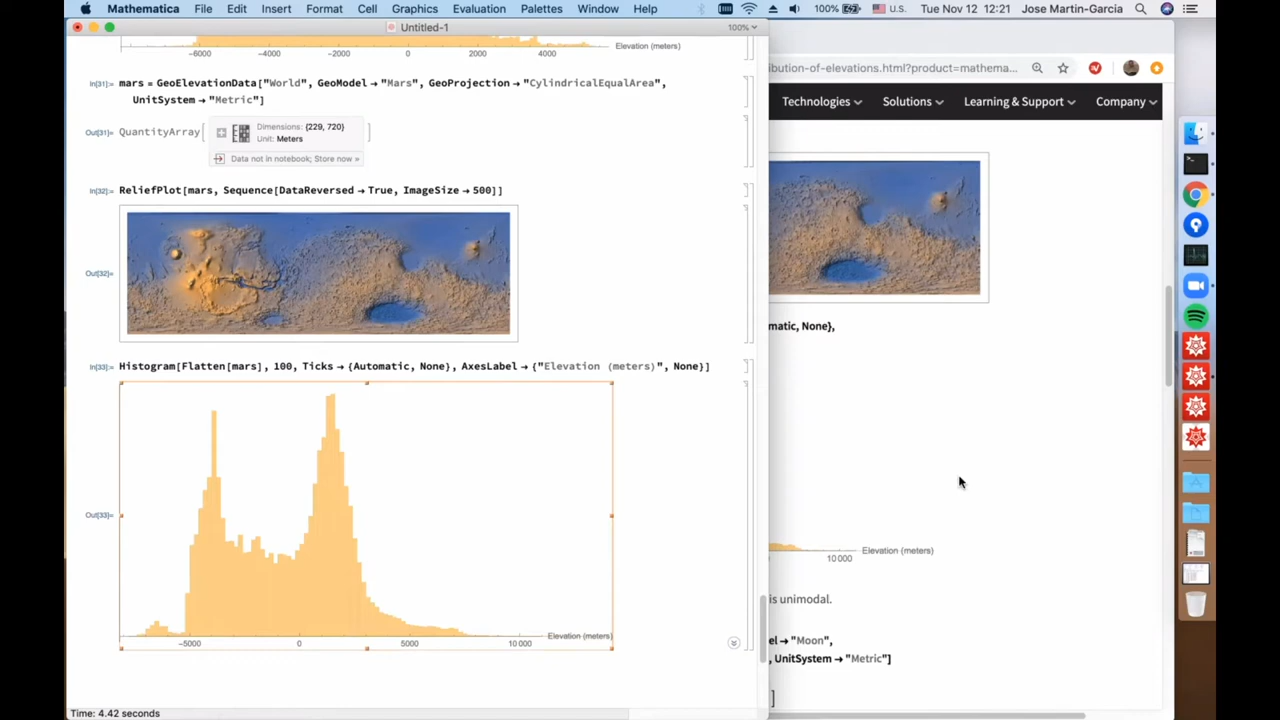 Mathematica File Edit Insert Format Cell Graphics Evaluation Palettes Window Help 100% U.S. Tue Nov 12 12:21 Jose Martin-Garcia
Untitled-1 100%
Elevation (meters)
−6000 −4000 −2000 0 2000 4000
In[31]:= mars = GeoElevationData["World", GeoModel → "Mars", GeoProjection → "CylindricalEqualArea",
UnitSystem → "Metric"]
Out[31]= QuantityArray[ Dimensions: {229, 720}
Unit: Meters ]
Data not in notebook; Store now »
In[32]:= ReliefPlot[mars, Sequence[DataReversed → True, ImageSize → 500]]
Out[32]=
In[33]:= Histogram[Flatten[mars], 100, Ticks → {Automatic, None}, AxesLabel → {"Elevation (meters)", None}]
Out[33]=
Elevation (meters)
−5000 0 5000 10 000
Time: 4.42 seconds
ibution-of-elevations.html?product=mathema...
Technologies Solutions Learning & Support Company
matic, None},
Elevation (meters)
10 000
is unimodal.
el → "Moon",
, UnitSystem → "Metric"]
]